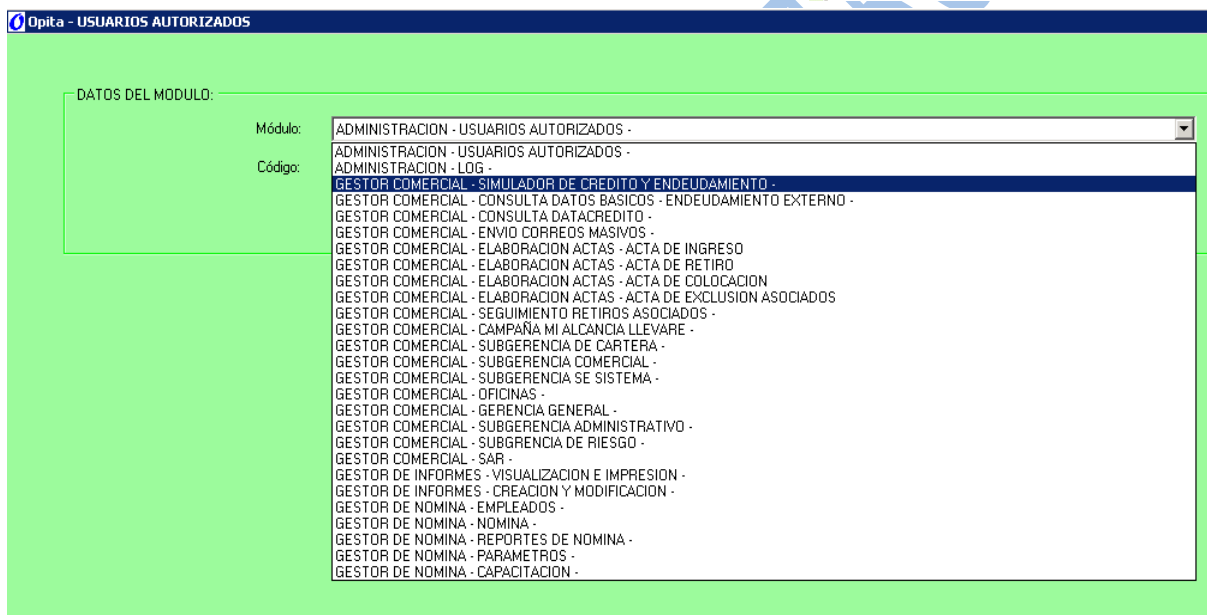 Opita - USUARIOS AUTORIZADOS
DATOS DEL MODULO:
Módulo: ADMINISTRACION - USUARIOS AUTORIZADOS -
ADMINISTRACION - USUARIOS AUTORIZADOS -
Código: ADMINISTRACION - LOG -
GESTOR COMERCIAL - SIMULADOR DE CREDITO Y ENDEUDAMIENTO -
GESTOR COMERCIAL - CONSULTA DATOS BASICOS - ENDEUDAMIENTO EXTERNO -
GESTOR COMERCIAL - CONSULTA DATACREDITO -
GESTOR COMERCIAL - ENVIO CORREOS MASIVOS -
GESTOR COMERCIAL - ELABORACION ACTAS - ACTA DE INGRESO
GESTOR COMERCIAL - ELABORACION ACTAS - ACTA DE RETIRO
GESTOR COMERCIAL - ELABORACION ACTAS - ACTA DE COLOCACION
GESTOR COMERCIAL - ELABORACION ACTAS - ACTA DE EXCLUSION ASOCIADOS
GESTOR COMERCIAL - SEGUIMIENTO RETIROS ASOCIADOS -
GESTOR COMERCIAL - CAMPAÑA MI ALCANCIA LLEVARE -
GESTOR COMERCIAL - SUBGERENCIA DE CARTERA -
GESTOR COMERCIAL - SUBGERENCIA COMERCIAL -
GESTOR COMERCIAL - SUBGERENCIA SE SISTEMA -
GESTOR COMERCIAL - OFICINAS -
GESTOR COMERCIAL - GERENCIA GENERAL -
GESTOR COMERCIAL - SUBGERENCIA ADMINISTRATIVO -
GESTOR COMERCIAL - SUBGRENCIA DE RIESGO -
GESTOR COMERCIAL - SAR -
GESTOR DE INFORMES - VISUALIZACION E IMPRESION -
GESTOR DE INFORMES - CREACION Y MODIFICACION -
GESTOR DE NOMINA - EMPLEADOS -
GESTOR DE NOMINA - NOMINA -
GESTOR DE NOMINA - REPORTES DE NOMINA -
GESTOR DE NOMINA - PARAMETROS -
GESTOR DE NOMINA - CAPACITACION -